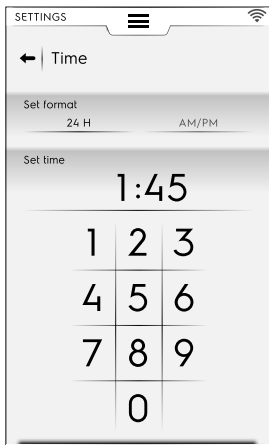 SETTINGS
Time
Set format
24 H AM/PM
Set time
1:45
1 2 3
4 5 6
7 8 9
0